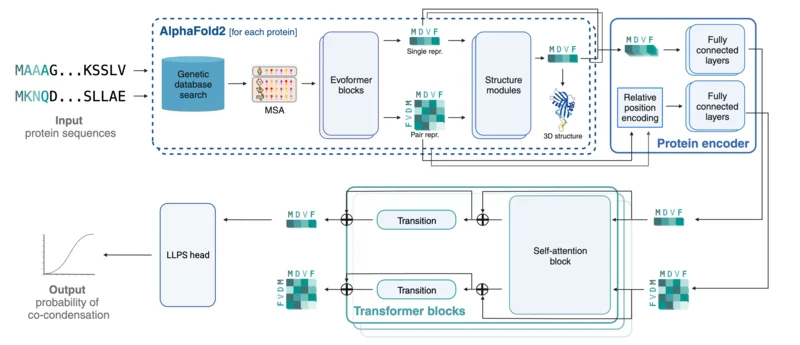 AlphaFold2 [for each protein]
MAAAG...KSSLV
MKNQD...SLLAE
Input
protein sequences
Genetic
database
search
MSA
Evoformer
blocks
M D V F
Single repr.
M D V F
F V D M
Pair repr.
Structure
modules
M D V F
3D structure
M D V F
Fully
connected
layers
Relative
position
encoding
Fully
connected
layers
Protein encoder
M D V F
M D V F
F V D M
Self-attention
block
Transition
Transition
Transformer blocks
M D V F
M D V F
F V D M
LLPS head
Output
probability of
co-condensation